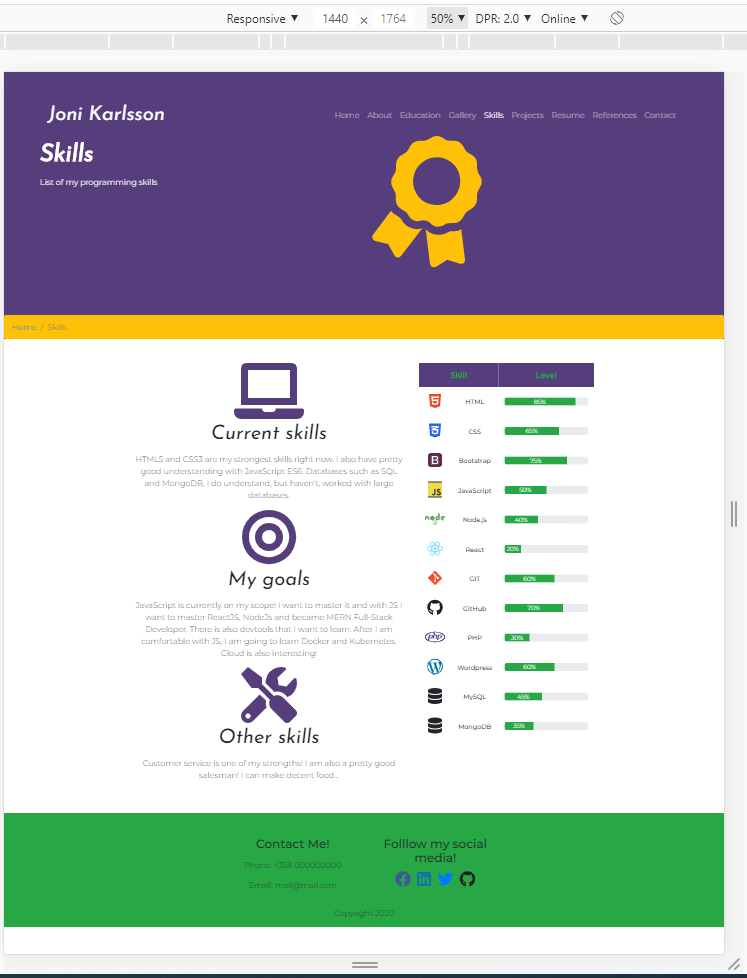 Responsive ▼ 1440 × 1764 50% ▼ DPR: 2.0 ▼ Online ▼
Joni Karlsson
Home About Education Gallery Skills Projects Resume References Contact
Skills
List of my programming skills
Home / Skills
Current skills
HTML5 and CSS3 are my strongest skills right now. I also have pretty
good understanding with JavaScript ES6. Databases such as SQL
and MongoDB, I do understand, but haven't, worked with large
databases.
My goals
JavaScript is currently on my scope! I want to master it and with JS I
want to master ReactJS, NodeJs and became MERN Full-Stack
Developer. There is also devtools that I want to learn. After I am
comfortable with JS, I am going to learn Docker and Kubernetes.
Cloud is also interesting!
Other skills
Customer service is one of my strengths! I am also a pretty good
salesman! I can make decent food...
Skill Level
HTML 85%
CSS 65%
B Bootstrap 75%
JS JavaScript 50%
node Node.js 40%
React 20%
GIT 60%
GitHub 70%
php PHP 30%
Wordpress 60%
MySQL 45%
MongoDB 35%
Contact Me!
Phone: +358 000000000
Email: mail@mail.com
Folllow my social
media!
Copyright 2020